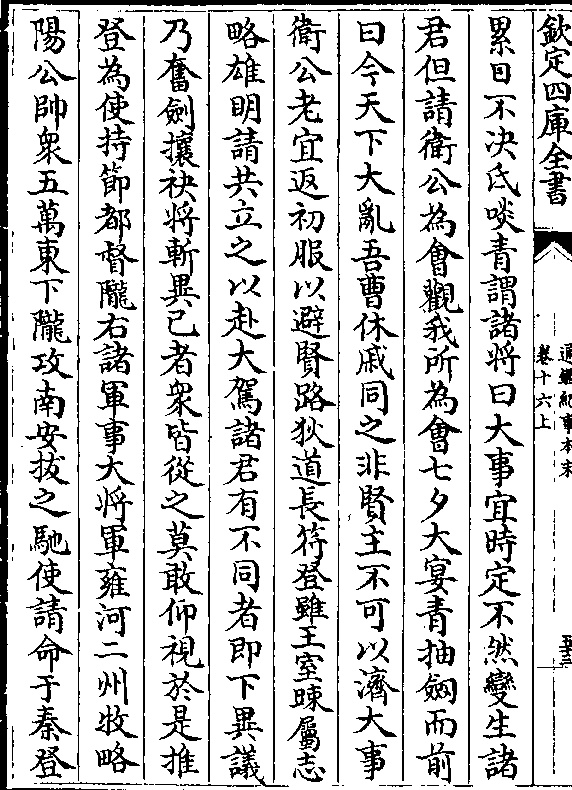 欽定四庫全書
通鑑紀事本末
卷十六上
累日不决氐啖青謂諸将曰大事宜時定不然變生諸
君但請衛公為會觀我所為會七夕大宴青抽劔而前
曰今天下大亂吾曹休戚同之非賢主不可以濟大事
衛公老宜返初服以避賢路狄道長符登雖王室踈屬志
略雄明請共立之以赴大駕諸君有不同者即下異議
乃奮劔攘袂将斬異己者衆皆從之莫敢仰視於是推
登為使持節都督隴右諸軍事大将軍雍河二州牧略
陽公帥衆五萬東下隴攻南安拔之馳使請命于秦登